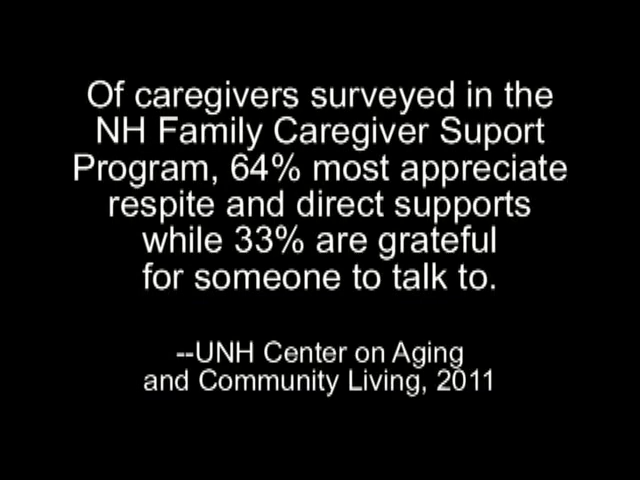 Of caregivers surveyed in the
NH Family Caregiver Suport
Program, 64% most appreciate
respite and direct supports
while 33% are grateful
for someone to talk to.
--UNH Center on Aging
and Community Living, 2011